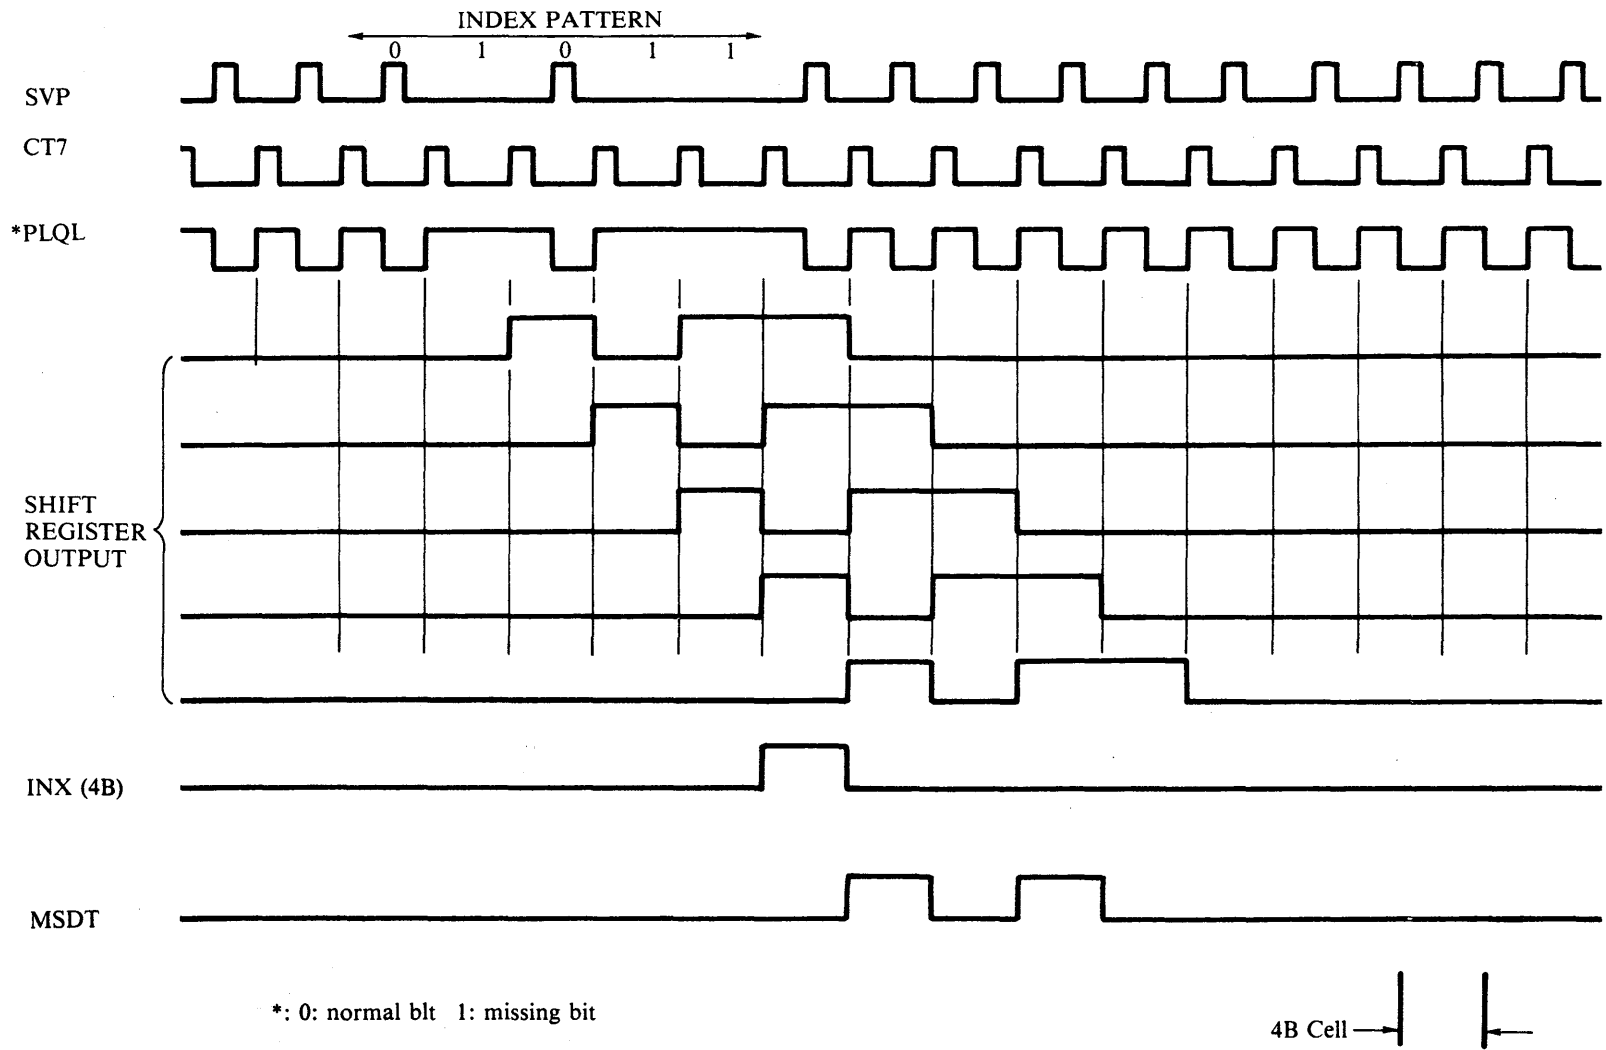 INDEX PATTERN
0 1 0 1 1
SVP
CT7
*PLQL
SHIFT
REGISTER
OUTPUT
INX (4B)
MSDT
*: 0: normal blt 1: missing bit
4B Cell